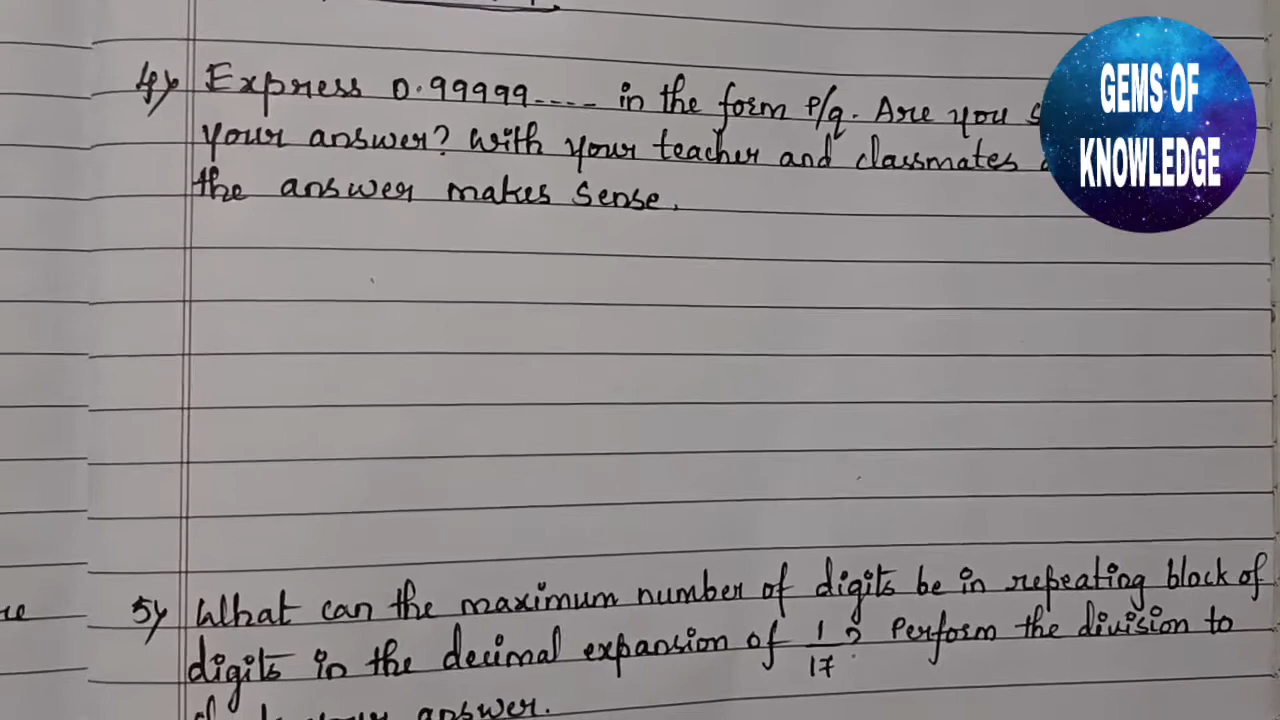 4) Express 0.99999.... in the form P/q. Are you
your answer? With your teacher and classmates
the answer makes sense.
GEMS OF
KNOWLEDGE
5) What can the maximum number of digits be in repeating block of
digits in the decimal expansion of 1/17? Perform the division to
answer.